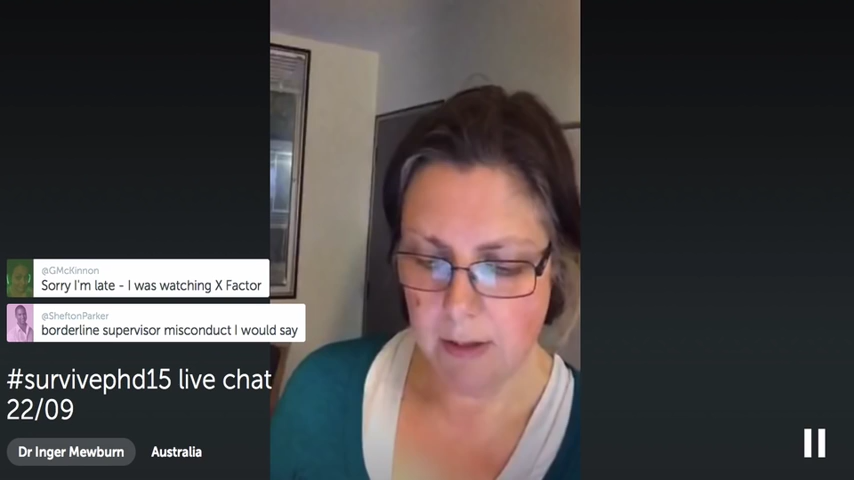 @GMcKinnon
Sorry I'm late - I was watching X Factor
@SheftonParker
borderline supervisor misconduct I would say
#survivephd15 live chat
22/09
Dr Inger Mewburn
Australia